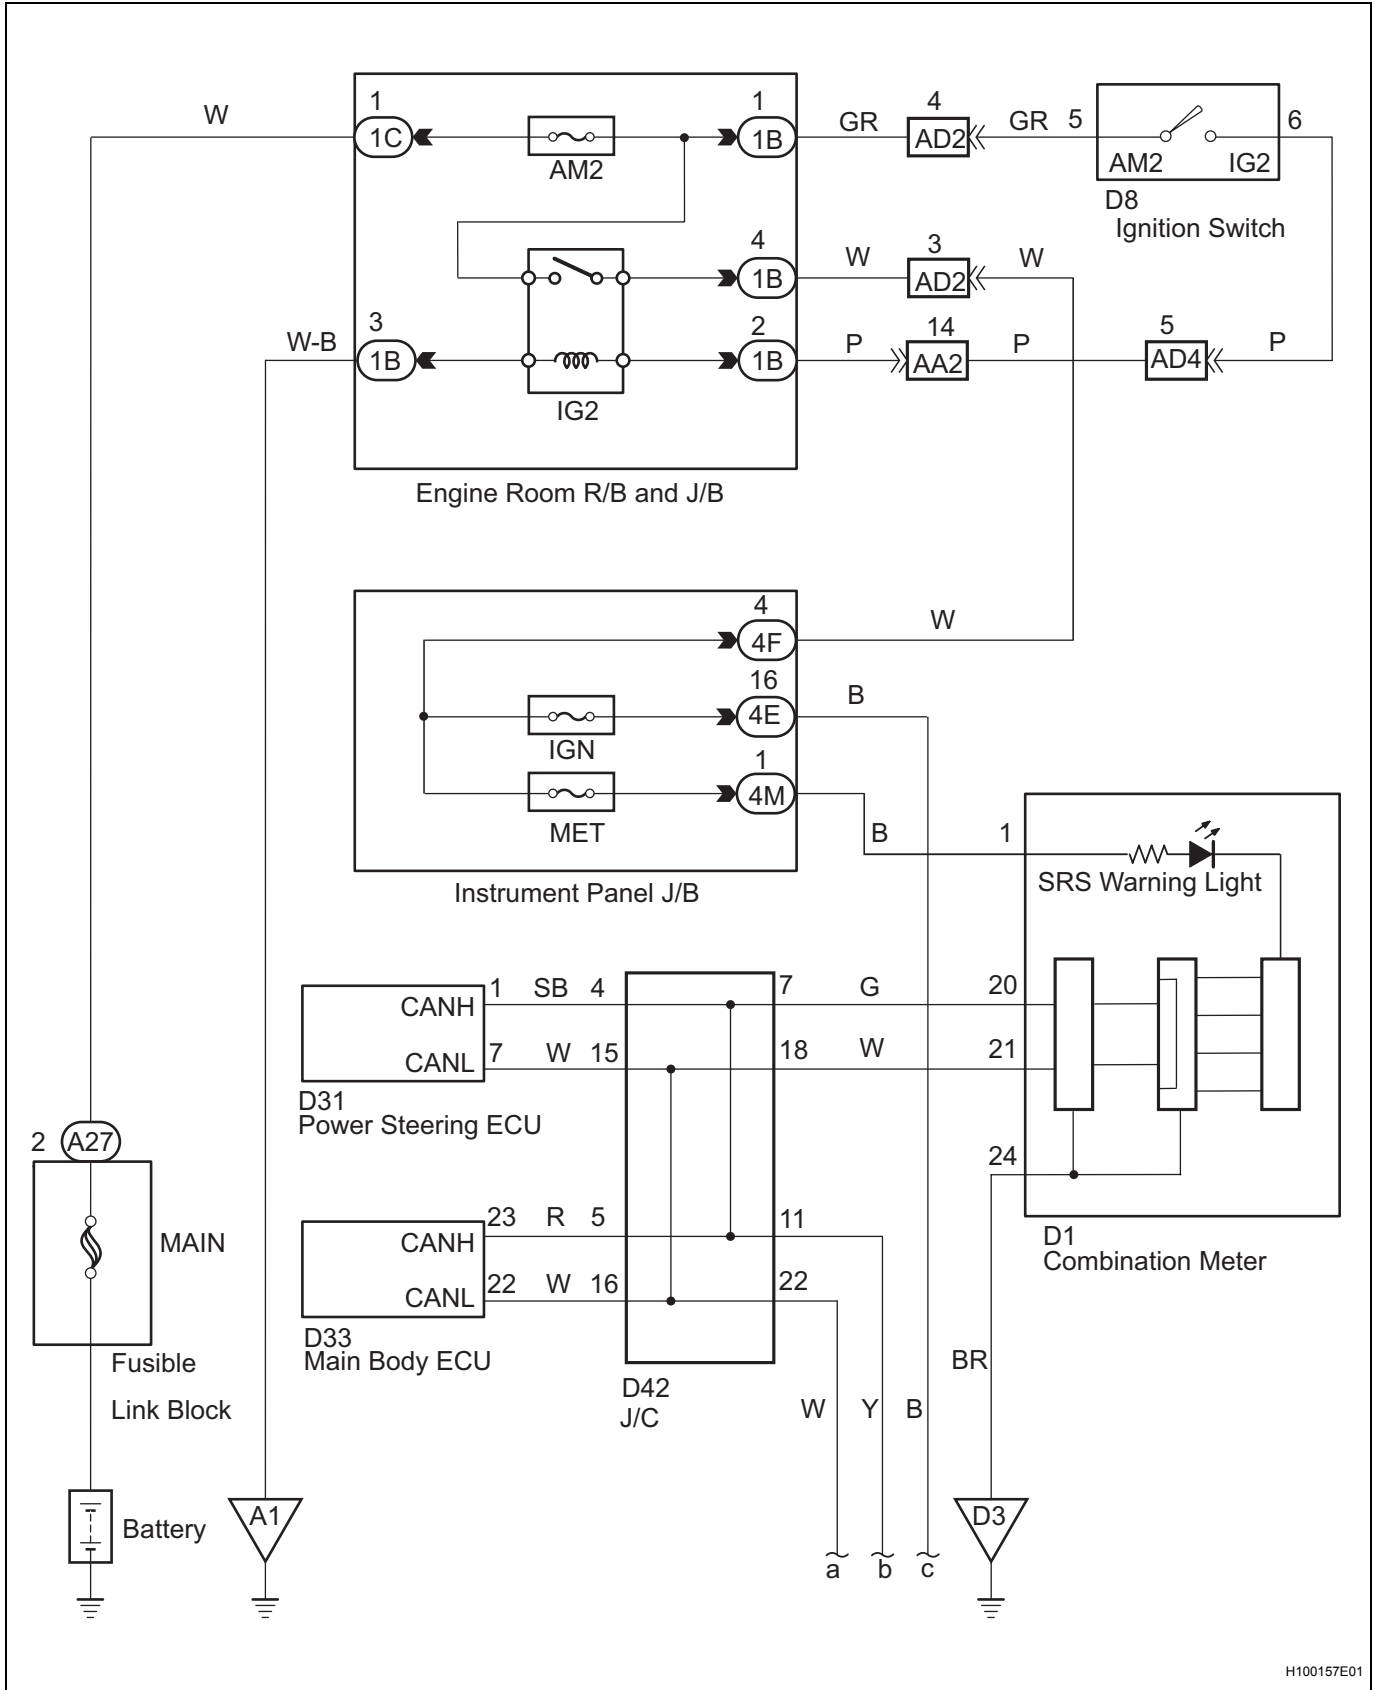 W
1
1C
AM2
1
1B
GR
4
AD2
GR
5
6
AM2
IG2
D8
Ignition Switch
4
1B
W
3
AD2
W
W-B
3
1B
IG2
2
1B
P
14
AA2
P
5
AD4
P
Engine Room R/B and J/B
4
4F
W
16
4E
B
IGN
1
4M
MET
B
1
SRS Warning Light
Instrument Panel J/B
CANH
1
SB
4
7
G
20
CANL
7
W
15
18
W
21
D31
Power Steering ECU
2
A27
24
MAIN
CANH
23
R
5
11
CANL
22
W
16
22
D33
Main Body ECU
D1
Combination Meter
Fusible
Link Block
D42
J/C
W
Y
B
BR
Battery
A1
D3
a
b
c
H100157E01